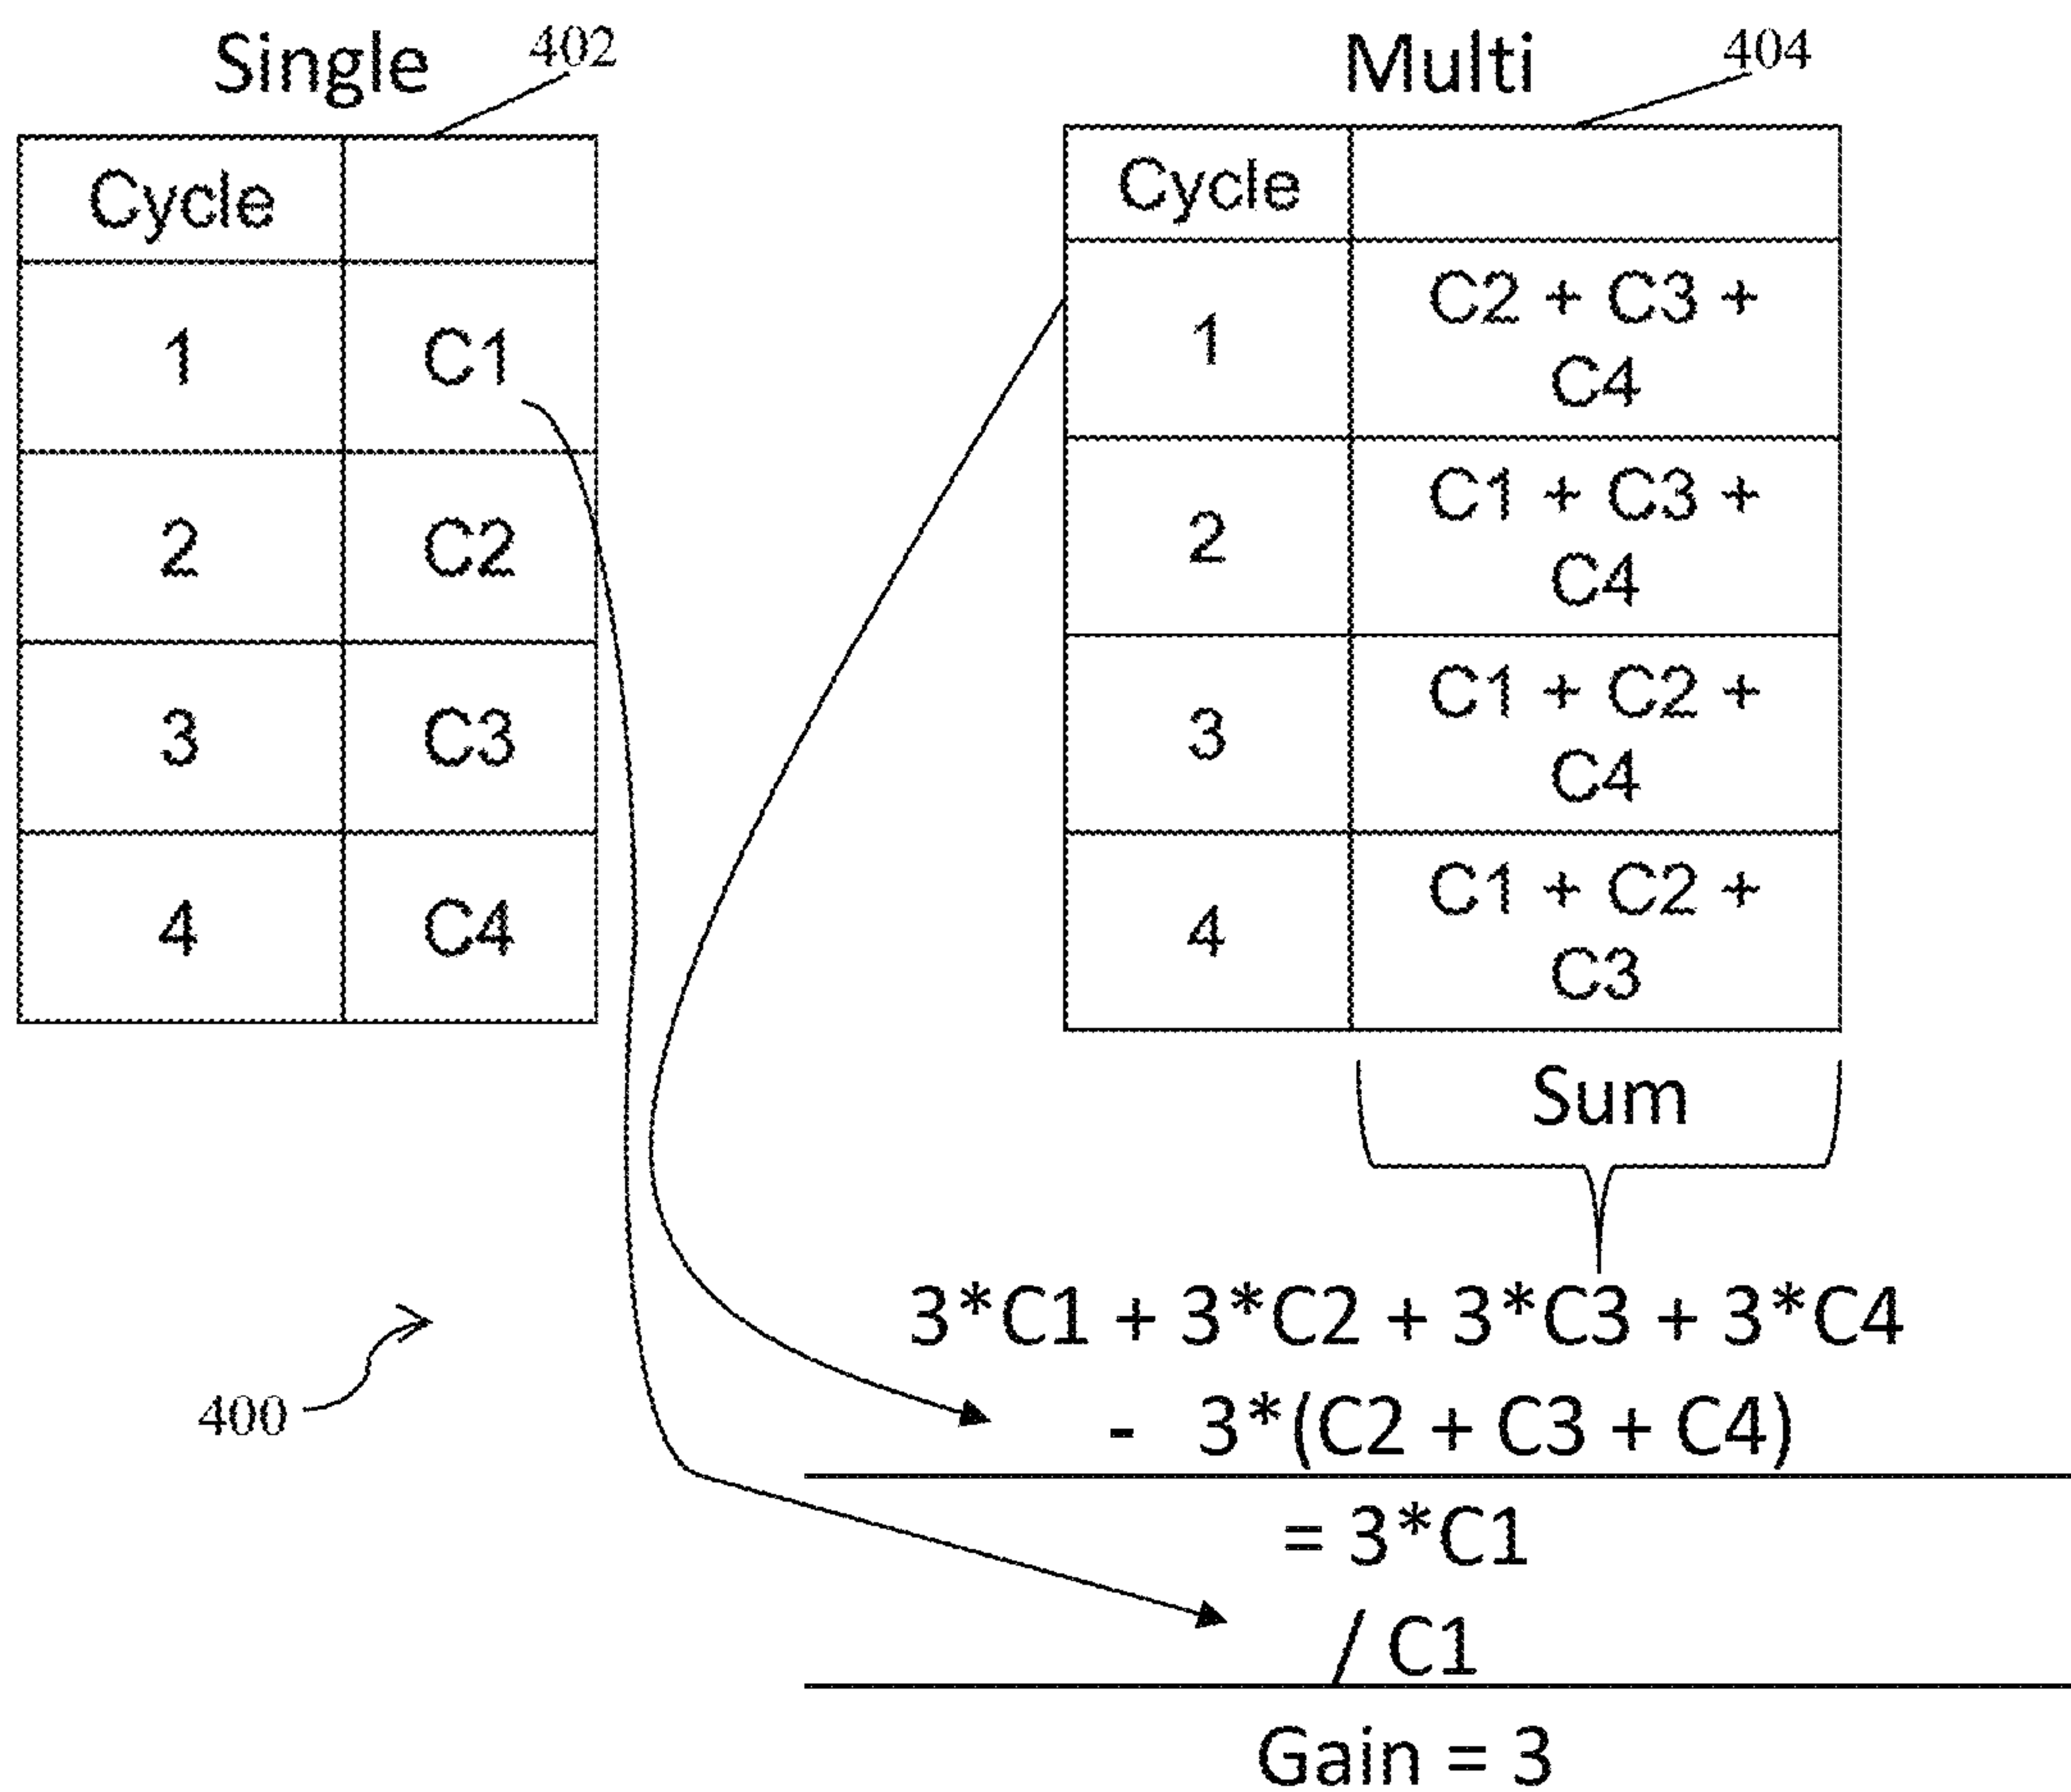 Single 402
Cycle
1 C1
2 C2
3 C3
4 C4
Multi 404
Cycle
1 C2 + C3 +
C4
2 C1 + C3 +
C4
3 C1 + C2 +
C4
4 C1 + C2 +
C3
Sum
3*C1 + 3*C2 + 3*C3 + 3*C4
- 3*(C2 + C3 + C4)
= 3*C1
/ C1
Gain = 3
400